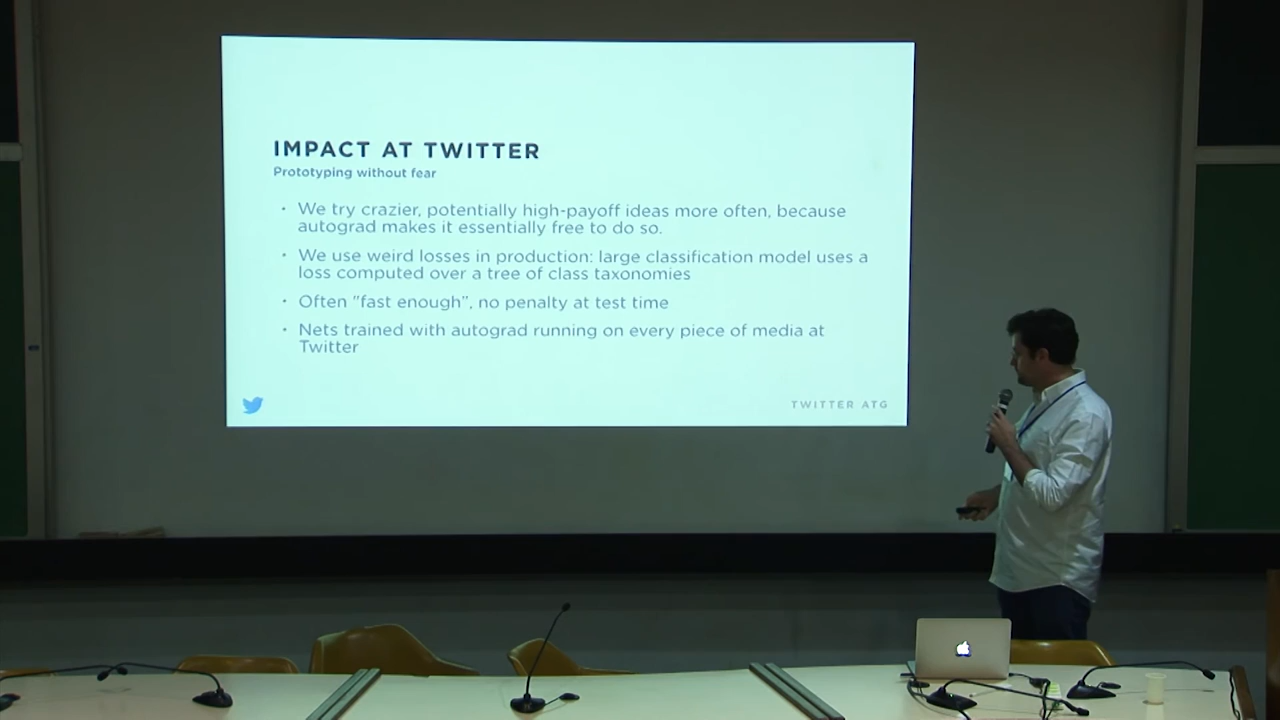 IMPACT AT TWITTER
Prototyping without fear
• We try crazier, potentially high-payoff ideas more often, because
autograd makes it essentially free to do so.
• We use weird losses in production: large classification model uses a
loss computed over a tree of class taxonomies
• Often "fast enough", no penalty at test time
• Nets trained with autograd running on every piece of media at
Twitter
TWITTER ATG